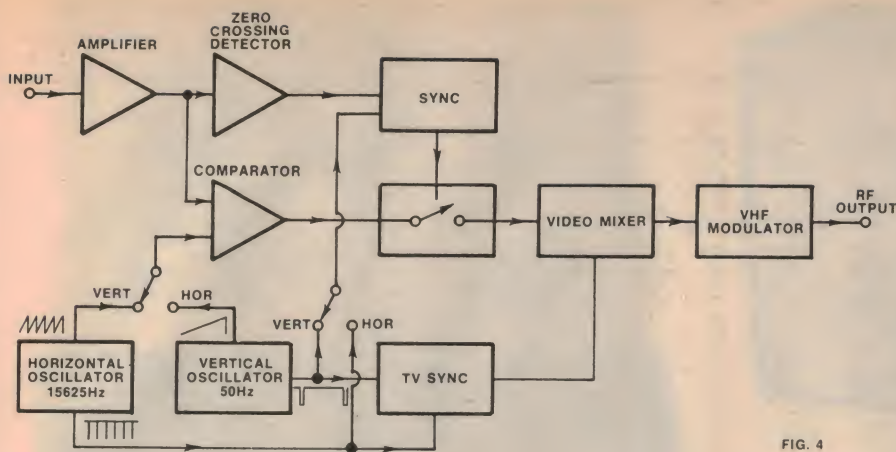 ZERO
CROSSING
DETECTOR
AMPLIFIER
INPUT
SYNC
COMPARATOR
VIDEO MIXER
VHF
MODULATOR
RF
OUTPUT
VERT
HOR
VERT
HOR
HORIZONTAL
OSCILLATOR
15625Hz
VERTICAL
OSCILLATOR
50Hz
TV SYNC
FIG. 4